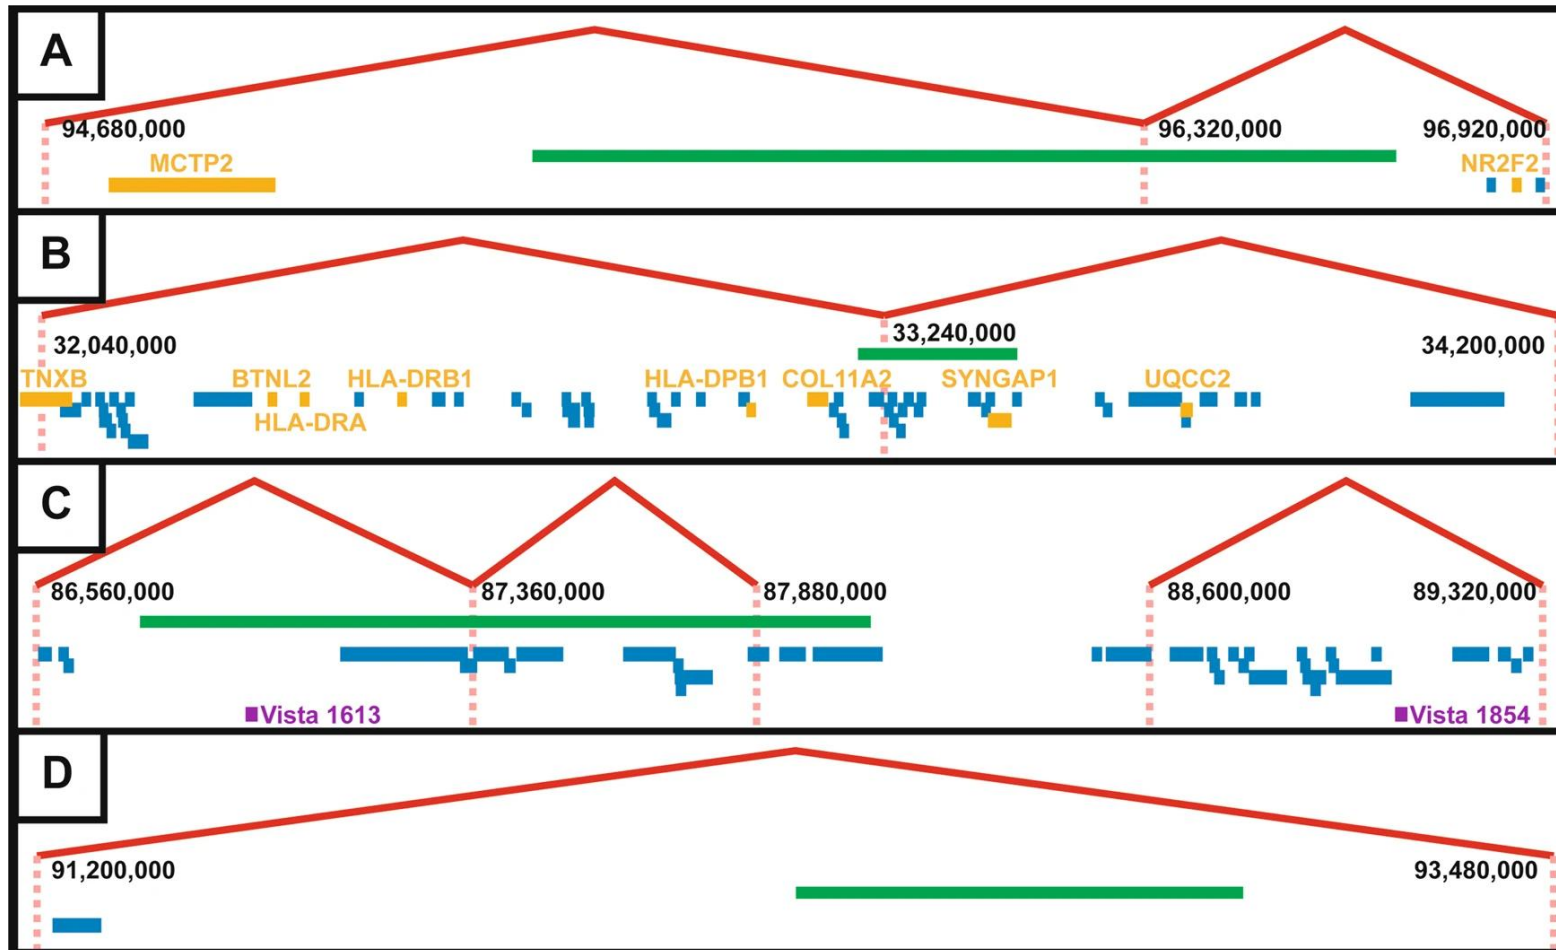 A
94,680,000 96,320,000 96,920,000
MCTP2 NR2F2
B
32,040,000 33,240,000 34,200,000
TNXB BTNL2 HLA-DRB1 HLA-DPB1 COL11A2 SYNGAP1 UQCC2
HLA-DRA
C
86,560,000 87,360,000 87,880,000 88,600,000 89,320,000
Vista 1613 Vista 1854
D
91,200,000 93,480,000